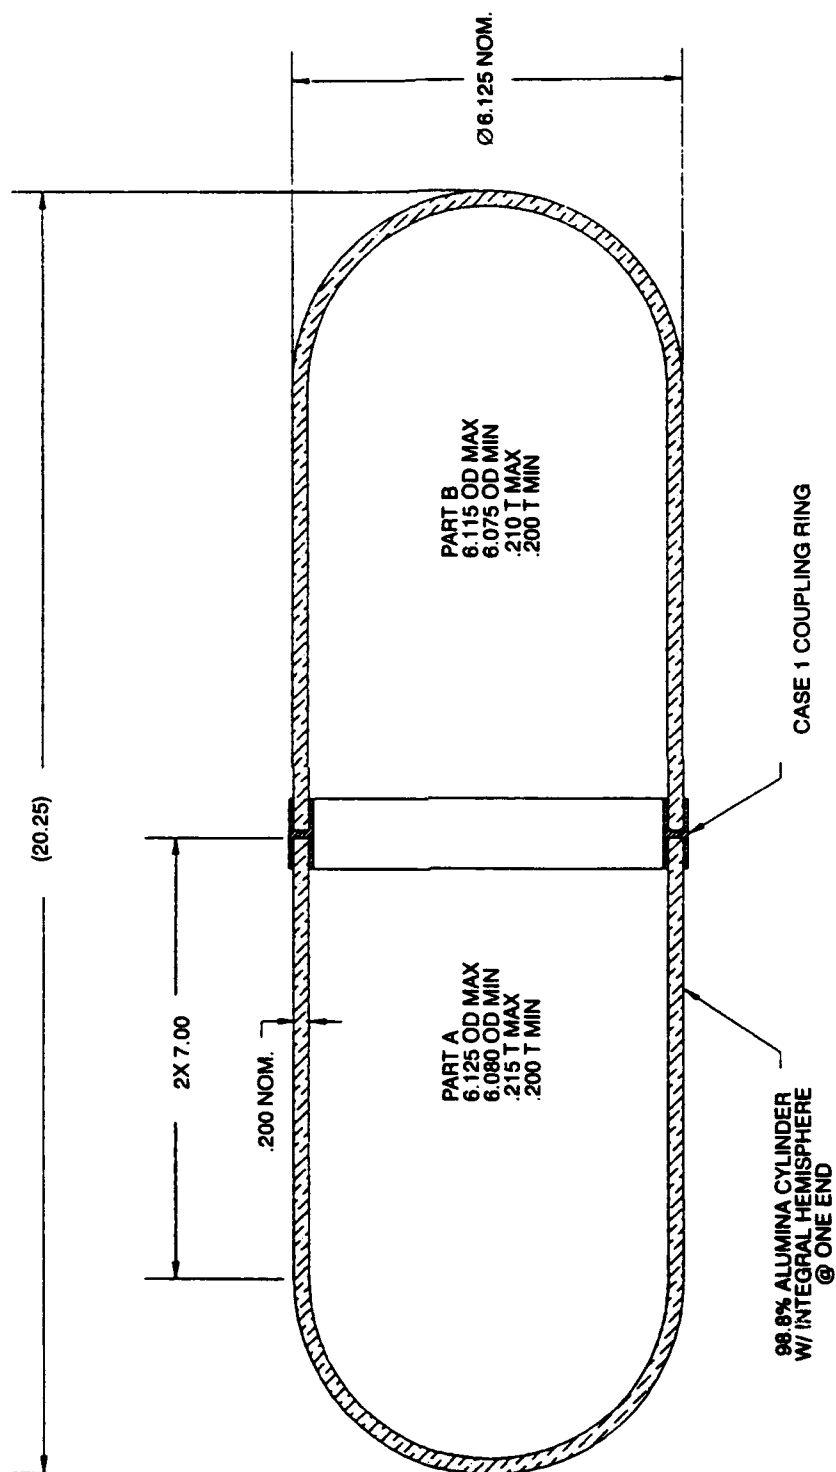 (20.25)
2X 7.00
.200 NOM.
Ø6.125 NOM.
PART A
6.125 OD MAX
6.080 OD MIN
.215 T MAX
.200 T MIN
PART B
6.115 OD MAX
6.075 OD MIN
.210 T MAX
.200 T MIN
98.8% ALUMINA CYLINDER
W/ INTEGRAL HEMISPHERE
@ ONE END
CASE 1 COUPLING RING